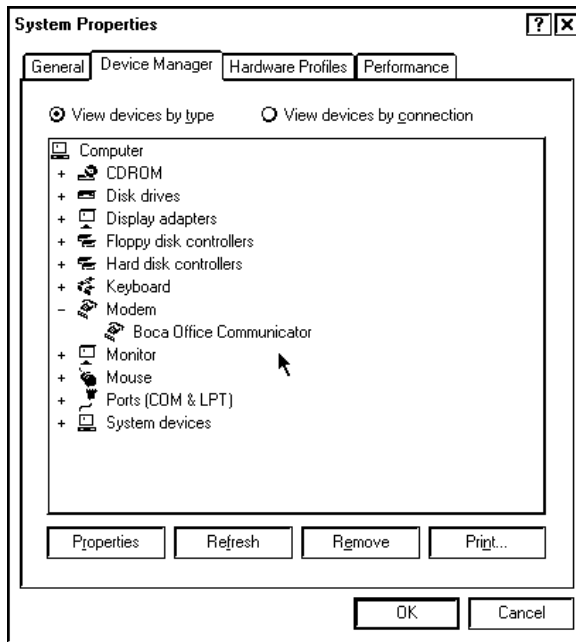 System Properties
General Device Manager Hardware Profiles Performance
View devices by type View devices by connection
Computer
CDROM
Disk drives
Display adapters
Floppy disk controllers
Hard disk controllers
Keyboard
Modem
Boca Office Communicator
Monitor
Mouse
Ports (COM & LPT)
System devices
Properties Refresh Remove Print...
OK Cancel